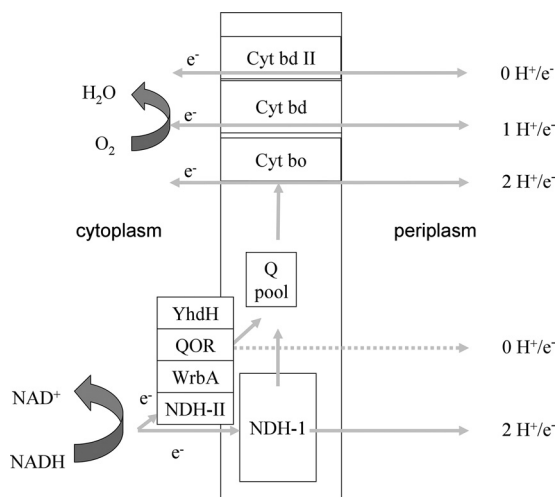 e⁻
Cyt bd II
0 H⁺/e⁻
H₂O
e⁻
Cyt bd
1 H⁺/e⁻
O₂
e⁻
Cyt bo
2 H⁺/e⁻
cytoplasm
periplasm
Q
pool
YhdH
QOR
0 H⁺/e⁻
WrbA
NAD⁺
e⁻
NDH-II
NDH-1
2 H⁺/e⁻
NADH
e⁻